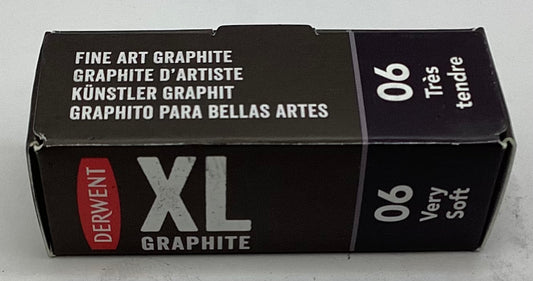 FINE ART GRAPHITE
GRAPHITE D'ARTISTE
KÜNSTLER GRAPHIT
GRAPHITO PARA BELLAS ARTES
06
Très
tendre
DERWENT
XL
GRAPHITE
06
Very
Soft